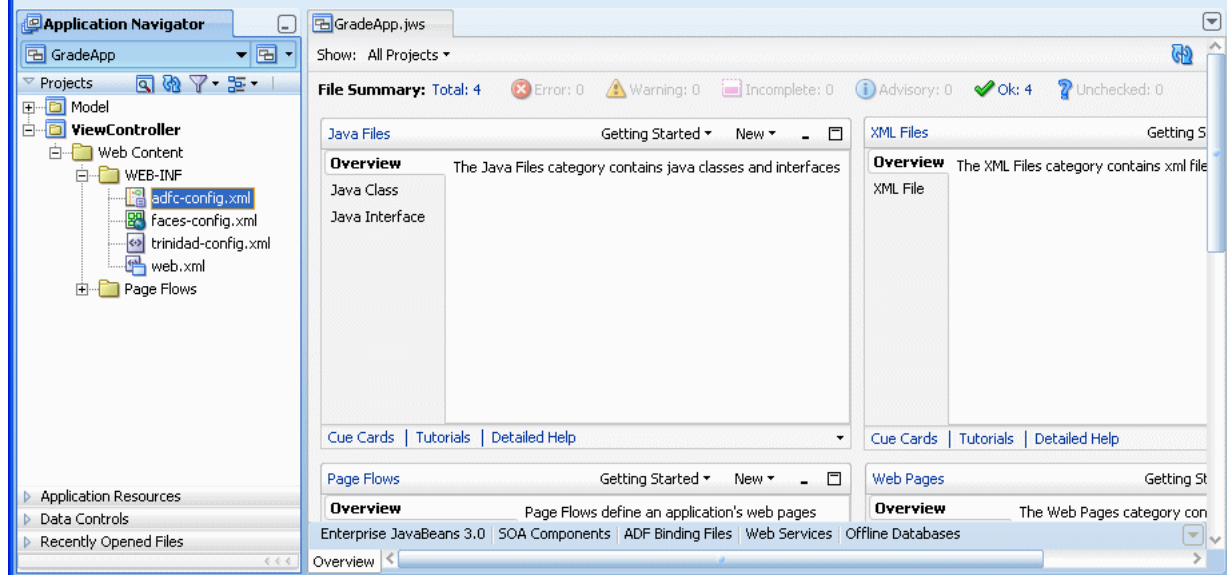 Application Navigator
GradeApp
Projects
Model
ViewController
Web Content
WEB-INF
adfc-config.xml
faces-config.xml
trinidad-config.xml
web.xml
Page Flows
Application Resources
Data Controls
Recently Opened Files
GradeApp.jws
Show: All Projects
File Summary: Total: 4 Error: 0 Warning: 0 Incomplete: 0 Advisory: 0 Ok: 4 Unchecked: 0
Java Files Getting Started New
Overview The Java Files category contains java classes and interfaces
Java Class
Java Interface
Cue Cards | Tutorials | Detailed Help
XML Files Getting S
Overview The XML Files category contains xml file
XML File
Cue Cards | Tutorials | Detailed Help
Page Flows Getting Started New
Overview Page Flows define an application's web pages
Web Pages Getting St
Overview The Web Pages category con
Enterprise JavaBeans 3.0 | SOA Components | ADF Binding Files | Web Services | Offline Databases
Overview